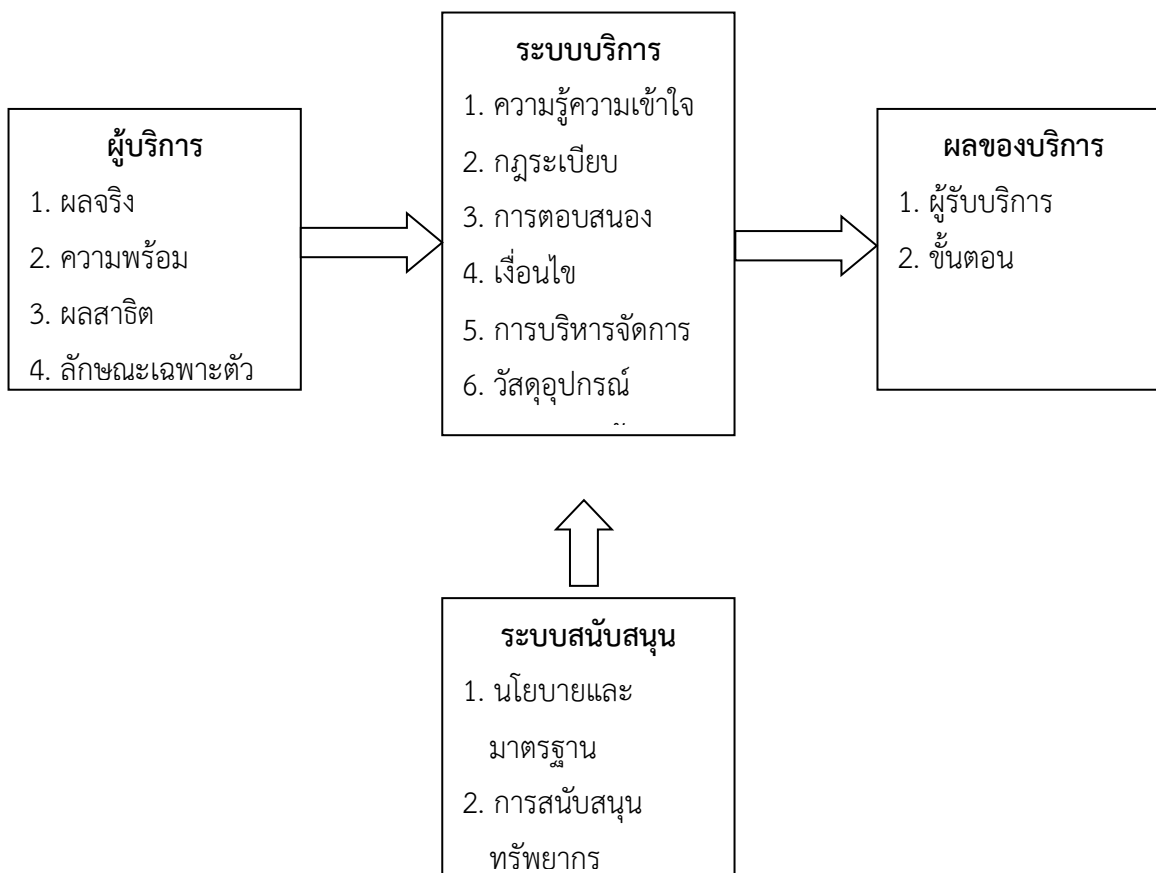 ผู้บริการ
1. ผลจริง
2. ความพร้อม
3. ผลสาธิต
4. ลักษณะเฉพาะตัว
ระบบบริการ
1. ความรู้ความเข้าใจ
2. กฎระเบียบ
3. การตอบสนอง
4. เงื่อนไข
5. การบริหารจัดการ
6. วัสดุอุปกรณ์
ผลของบริการ
1. ผู้รับบริการ
2. ขั้นตอน
ระบบสนับสนุน
1. นโยบายและ
มาตรฐาน
2. การสนับสนุน
ทรัพยากร